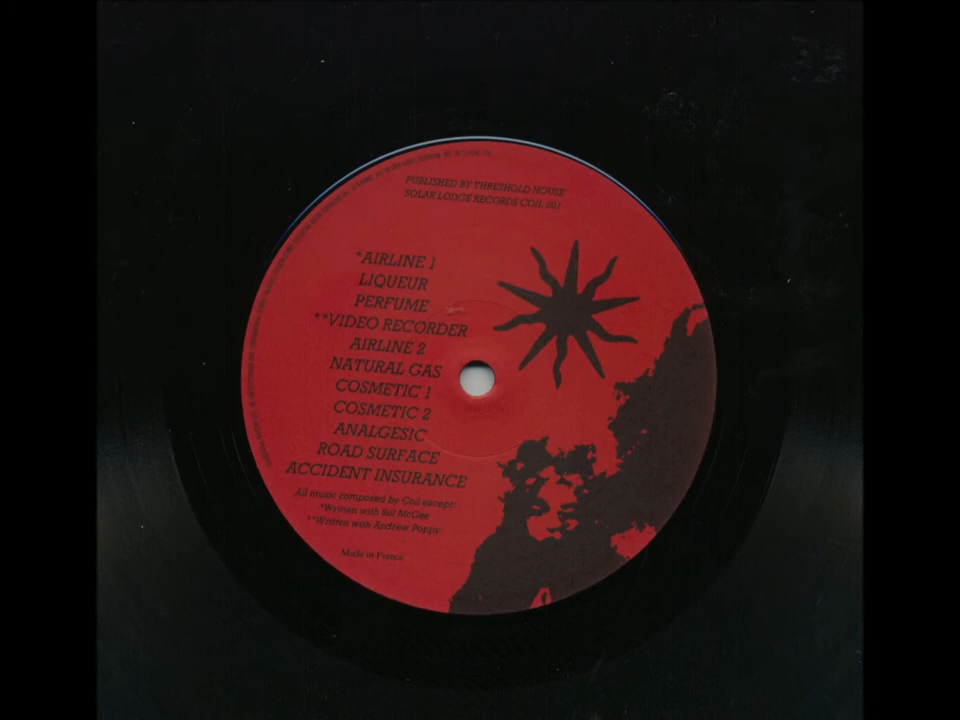 PUBLISHED BY THRESHOLD HOUSE
SOLAR LODGE RECORDS COIL 001
*AIRLINE 1
LIQUEUR
PERFUME
**VIDEO RECORDER
AIRLINE 2
NATURAL GAS
COSMETIC 1
COSMETIC 2
ANALGESIC
ROAD SURFACE
ACCIDENT INSURANCE
All music composed by Coil except:
*Written with Bill McGee
**Written with Andrew Poppy
Made in France